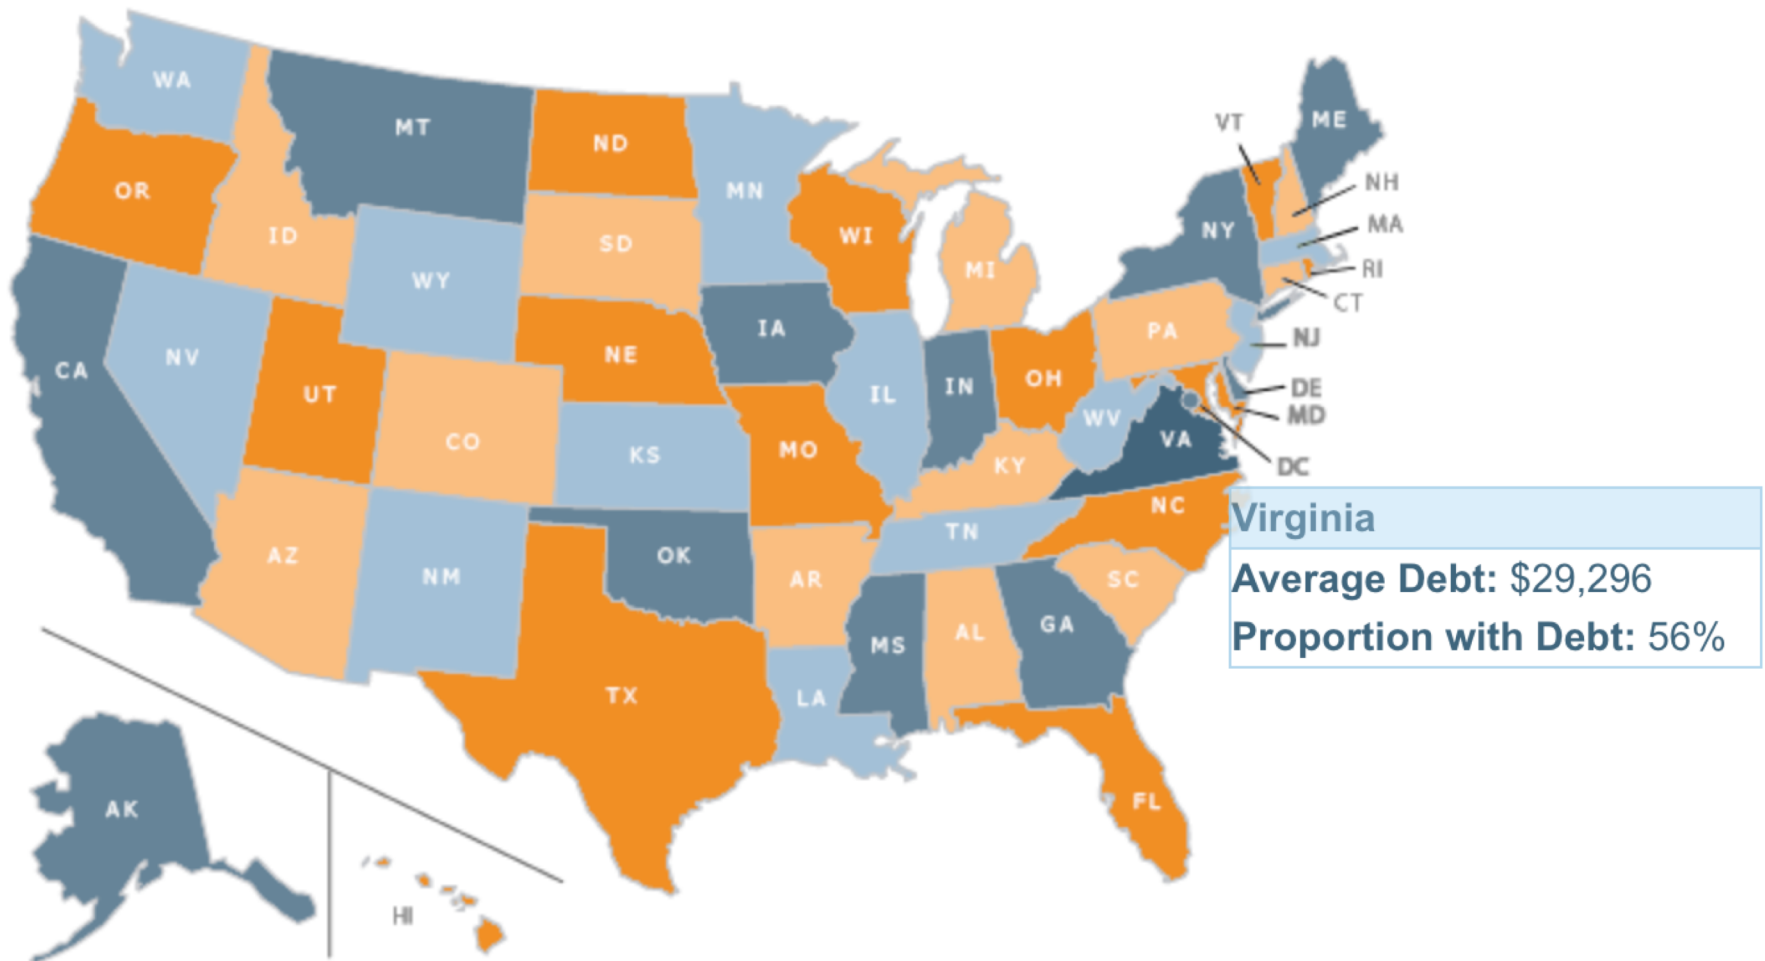 WA
MT
ND
MN
OR
ID
SD
WI
MI
WY
IA
NE
NV
CA
UT
CO
KS
MO
IL
IN
OH
PA
NY
VT
ME
NH
MA
RI
CT
NJ
DE
MD
DC
WV
VA
KY
NC
TN
SC
AZ
NM
OK
AR
MS
AL
GA
TX
LA
FL
AK
HI
Virginia
Average Debt: $29,296
Proportion with Debt: 56%